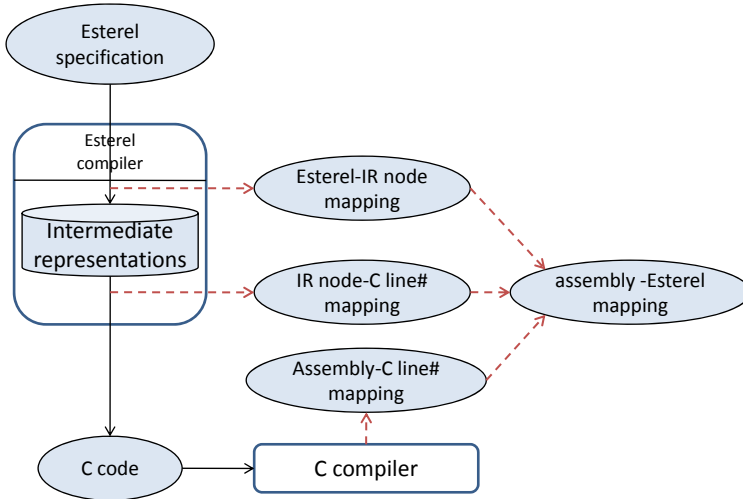 Esterel
specification
Esterel
compiler
Intermediate
representations
Esterel-IR node
mapping
IR node-C line#
mapping
assembly -Esterel
mapping
Assembly-C line#
mapping
C code
C compiler